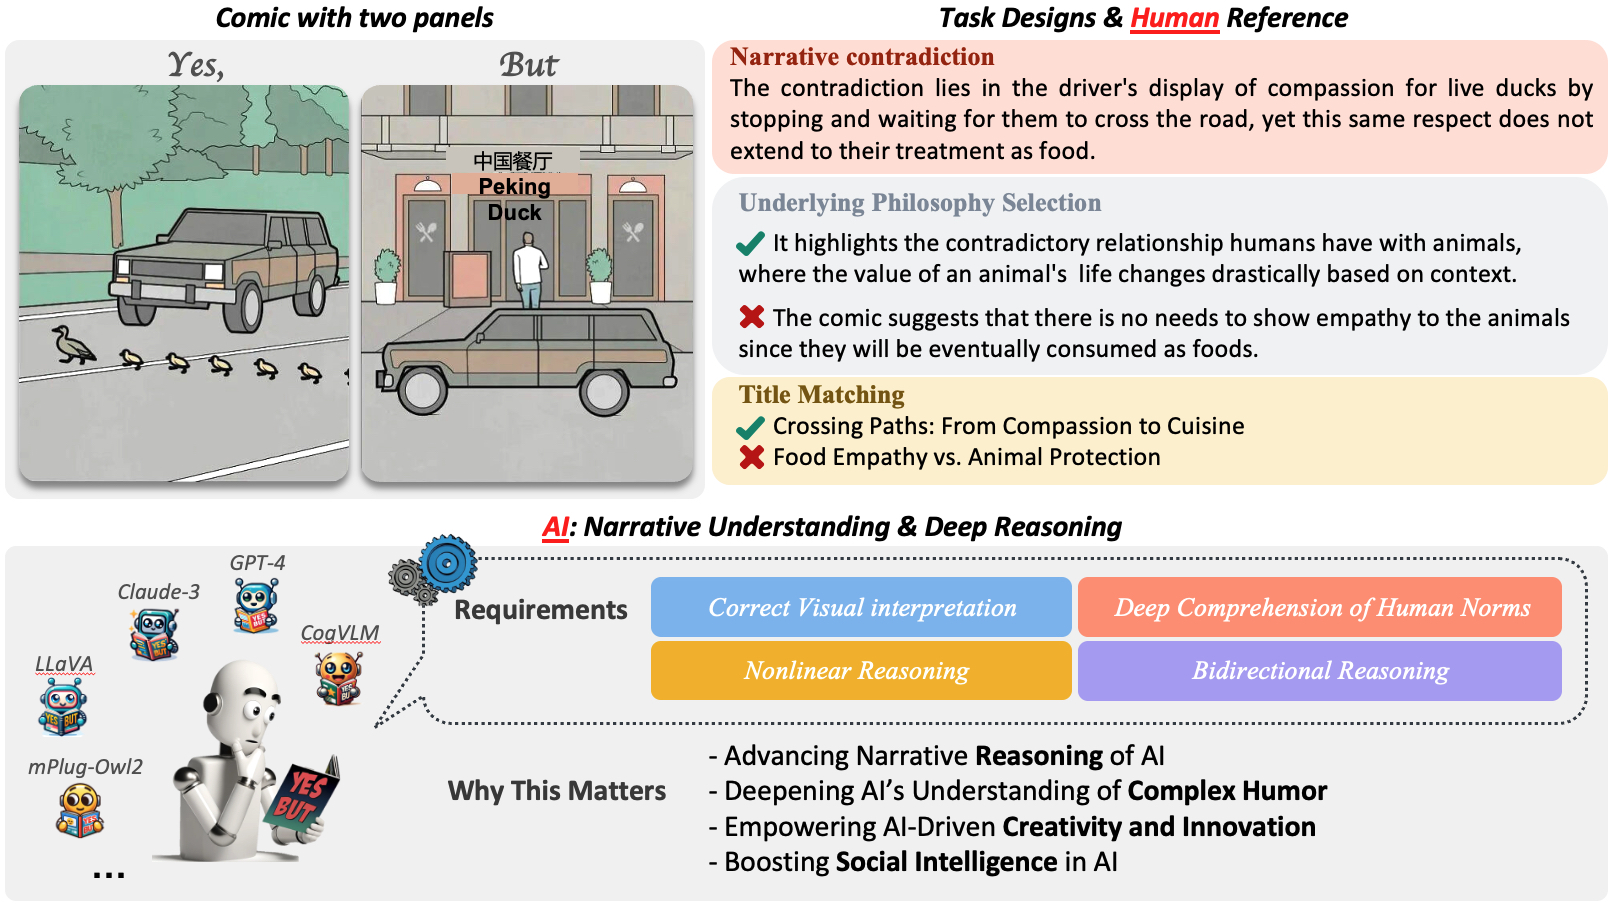 Comic with two panels
Yes,
But
中国餐厅
Peking
Duck
Task Designs & Human Reference
Narrative contradiction
The contradiction lies in the driver's display of compassion for live ducks by
stopping and waiting for them to cross the road, yet this same respect does not
extend to their treatment as food.
Underlying Philosophy Selection
It highlights the contradictory relationship humans have with animals,
where the value of an animal's life changes drastically based on context.
The comic suggests that there is no needs to show empathy to the animals
since they will be eventually consumed as foods.
Title Matching
Crossing Paths: From Compassion to Cuisine
Food Empathy vs. Animal Protection
AI: Narrative Understanding & Deep Reasoning
GPT-4
Claude-3
CogVLM
LLaVA
mPlug-Owl2
...
YES
BUT
Requirements
Correct Visual interpretation
Deep Comprehension of Human Norms
Nonlinear Reasoning
Bidirectional Reasoning
Why This Matters
- Advancing Narrative Reasoning of AI
- Deepening AI’s Understanding of Complex Humor
- Empowering AI-Driven Creativity and Innovation
- Boosting Social Intelligence in AI